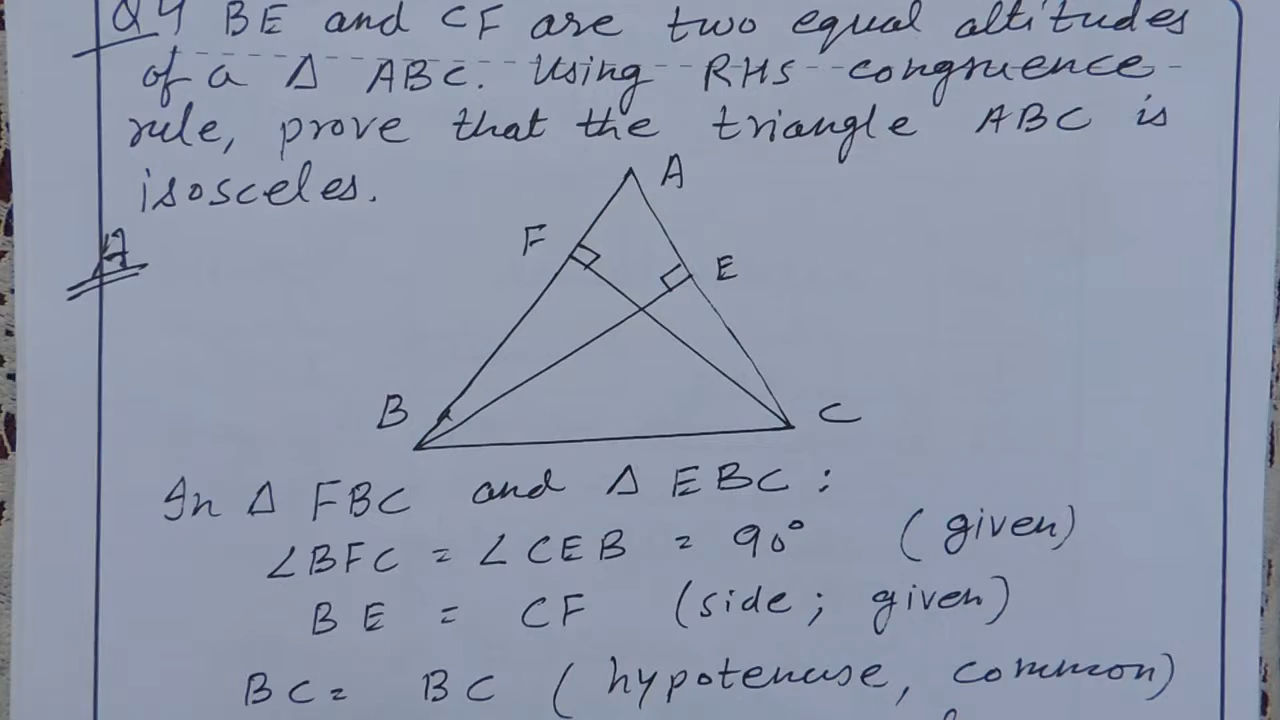 Q4 BE and CF are two equal altitudes
of a Δ ABC. Using RHS congruence
rule, prove that the triangle ABC is
isosceles.
A
A
F
E
B
C
In Δ FBC and Δ EBC :
∠BFC = ∠CEB = 90° (given)
BE = CF (side; given)
BC = BC (hypotenuse, common)